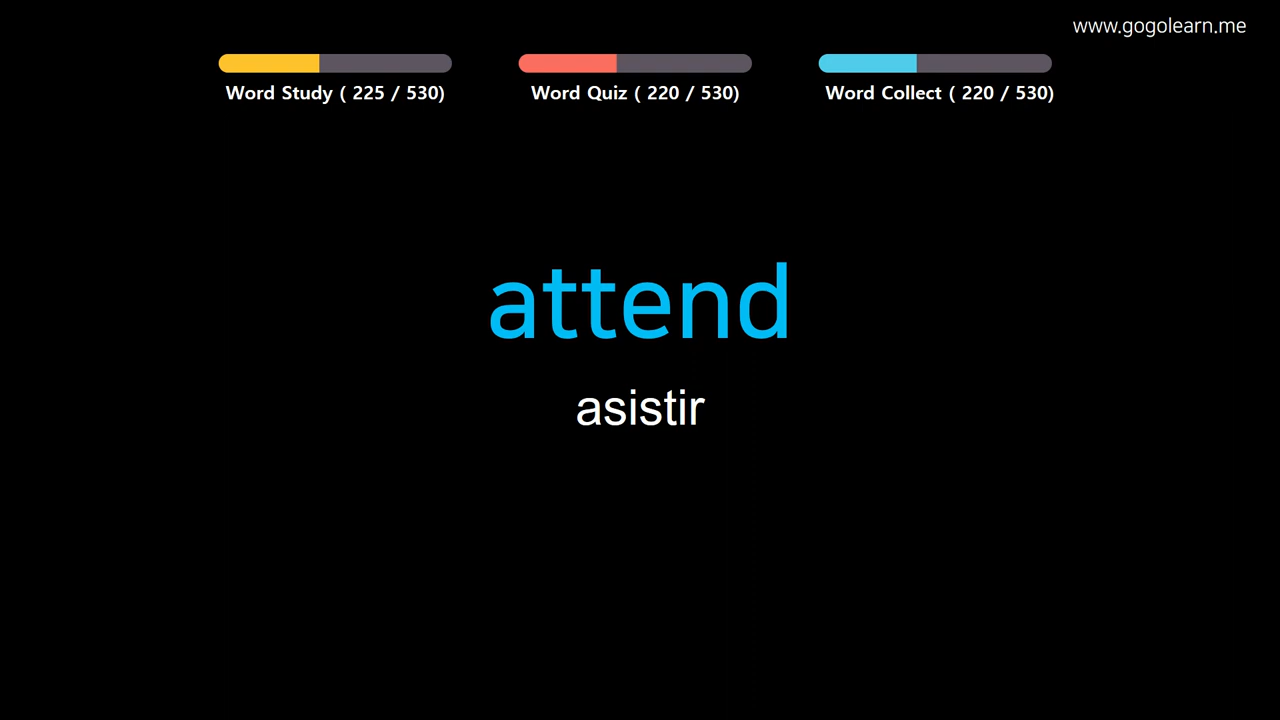 www.gogolearn.me
Word Study ( 225 / 530)
Word Quiz ( 220 / 530)
Word Collect ( 220 / 530)
attend
asistir